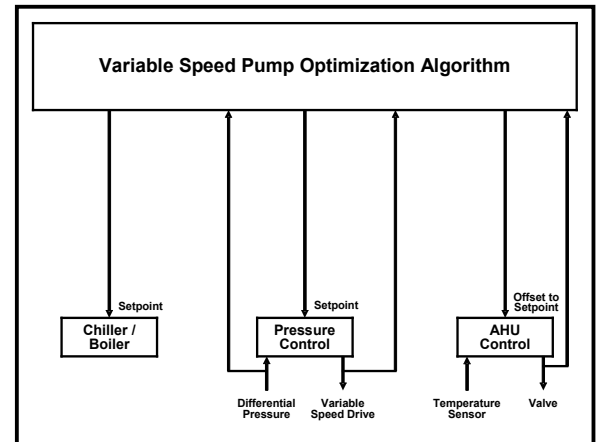 Variable Speed Pump Optimization Algorithm
Setpoint
Setpoint
Offset to
Setpoint
Chiller /
Boiler
Pressure
Control
AHU
Control
Differential
Pressure
Variable
Speed Drive
Temperature
Sensor
Valve